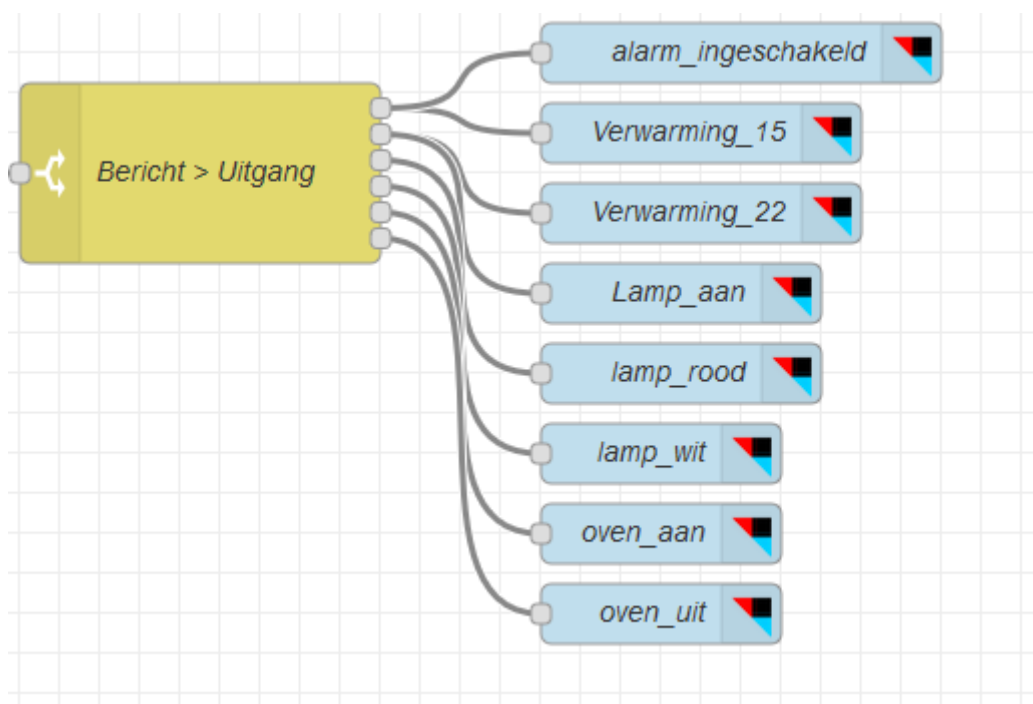 alarm_ingeschakeld
Bericht > Uitgang
Verwarming_15
Verwarming_22
Lamp_aan
lamp_rood
lamp_wit
oven_aan
oven_uit